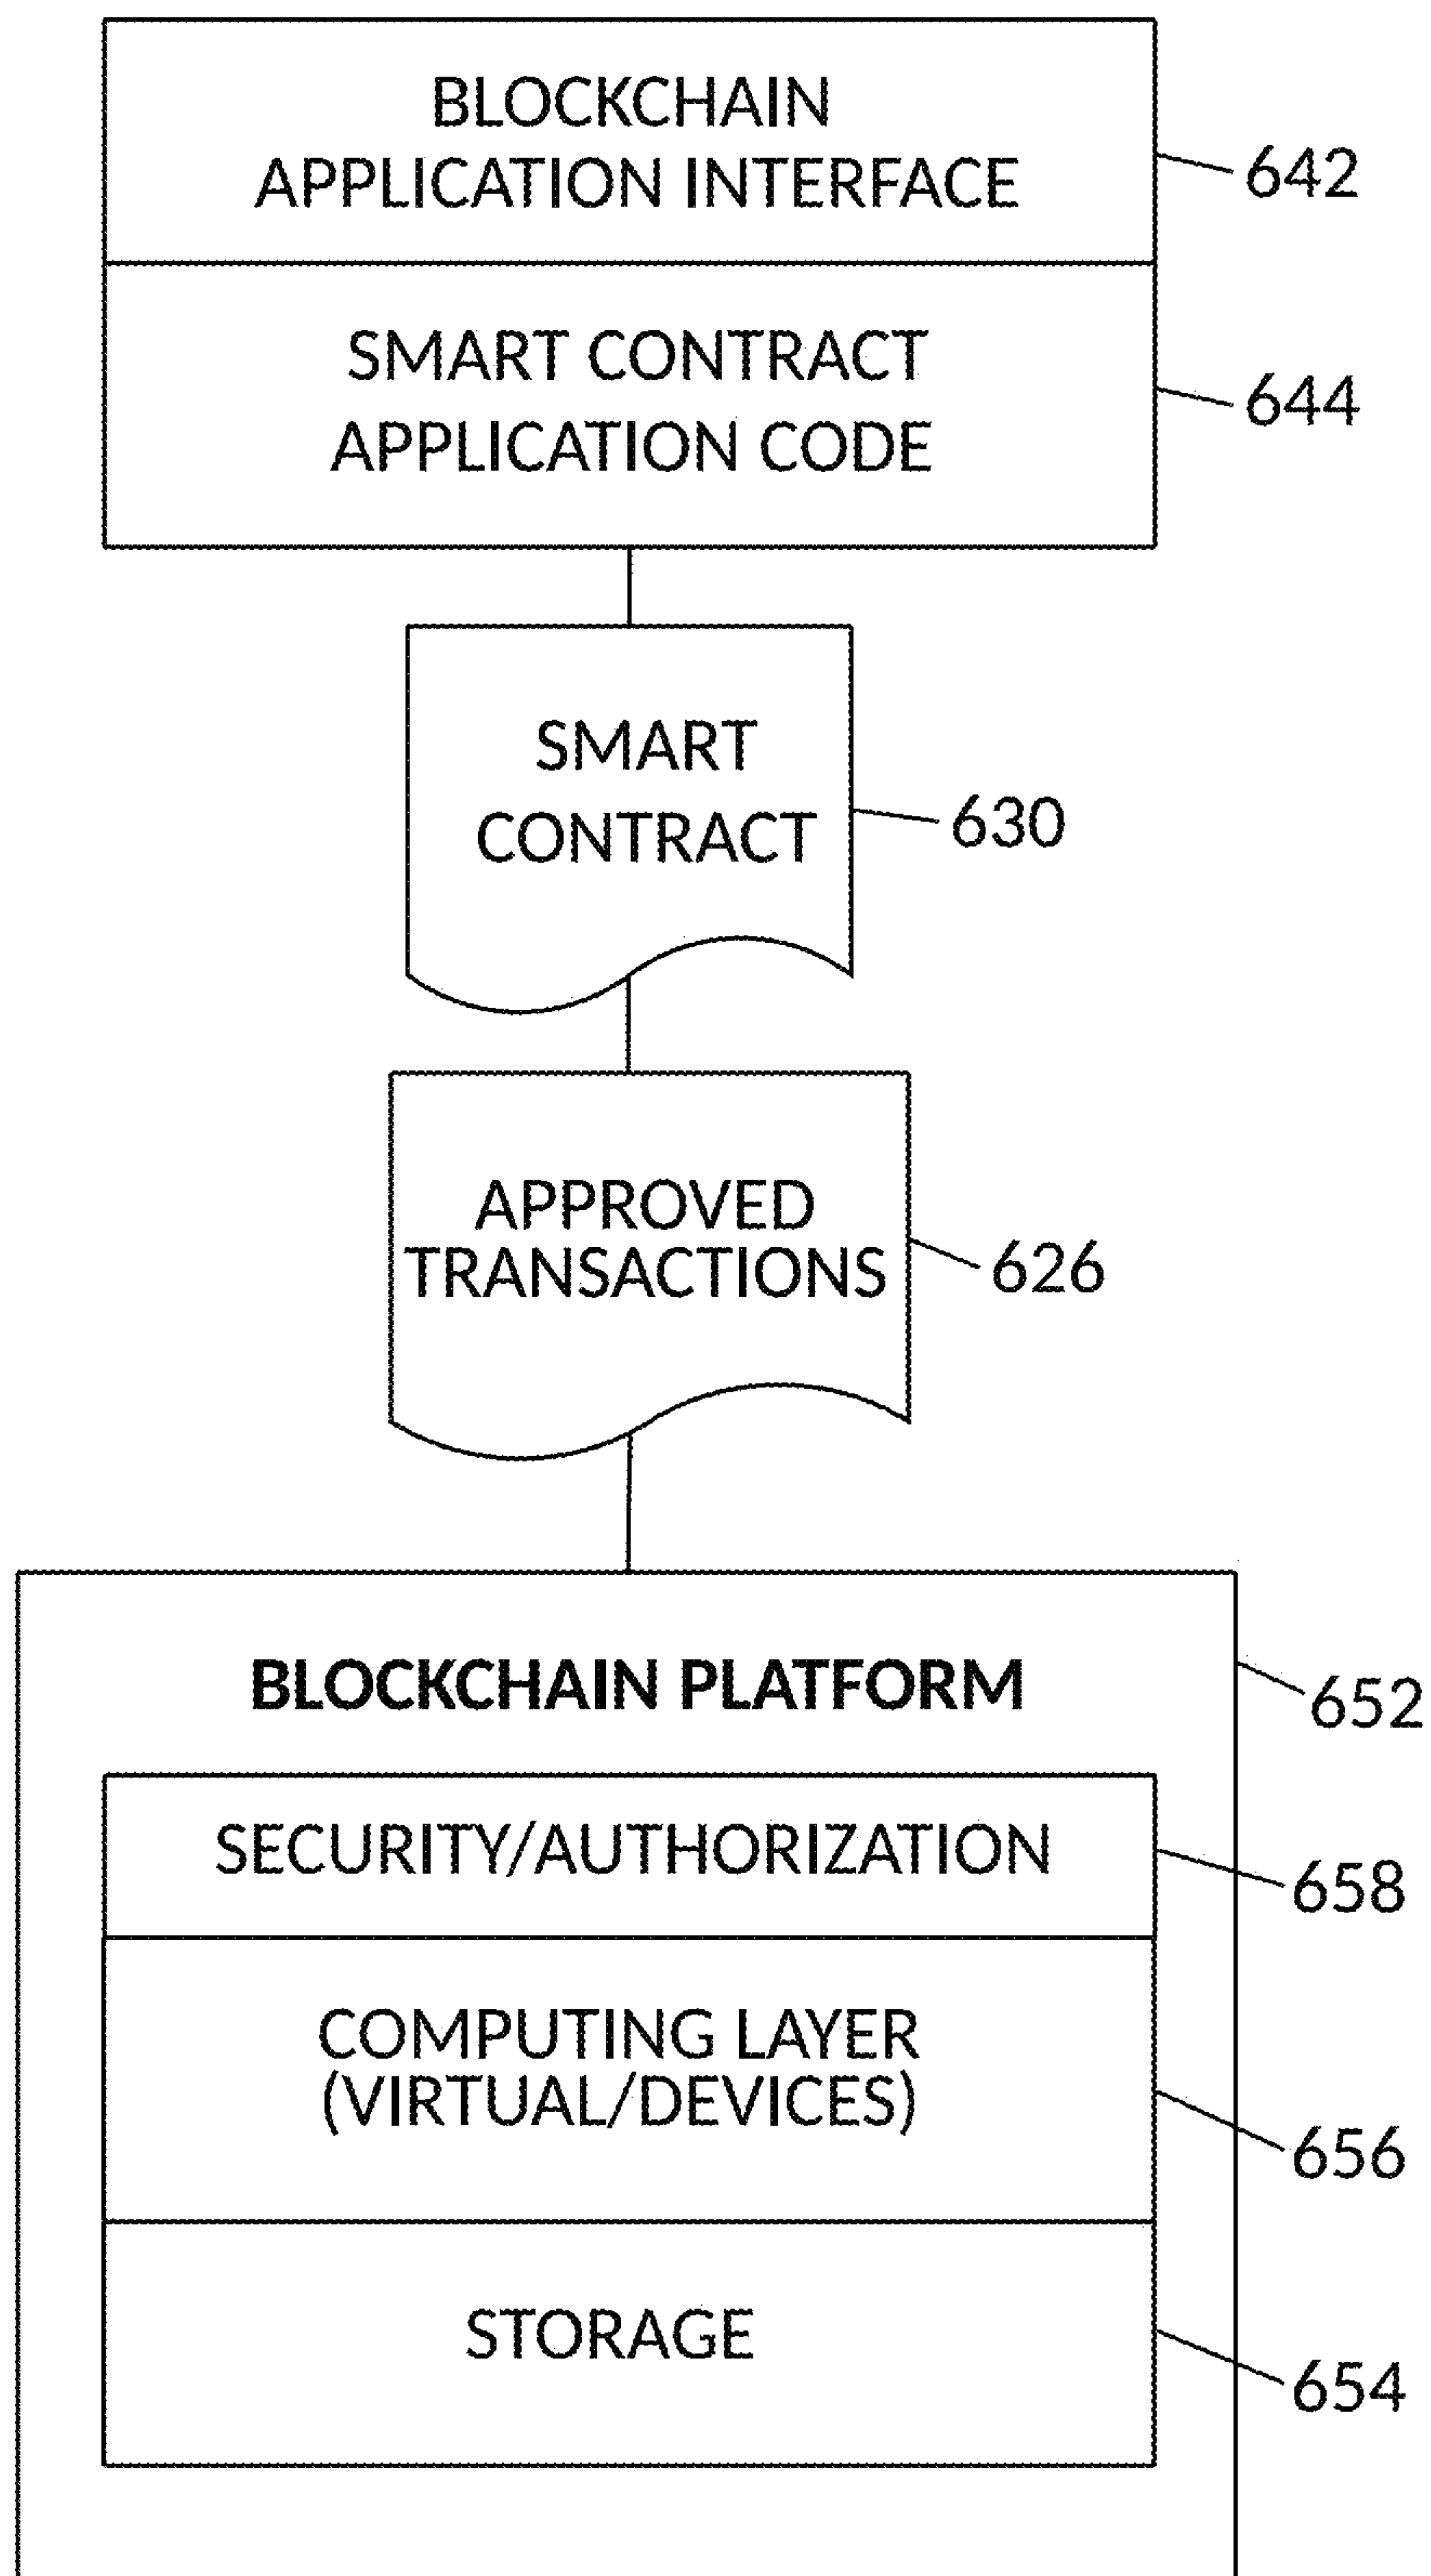 BLOCKCHAIN
APPLICATION INTERFACE
642
SMART CONTRACT
APPLICATION CODE
644
SMART
CONTRACT
630
APPROVED
TRANSACTIONS
626
BLOCKCHAIN PLATFORM
652
SECURITY/AUTHORIZATION
658
COMPUTING LAYER
(VIRTUAL/DEVICES)
656
STORAGE
654